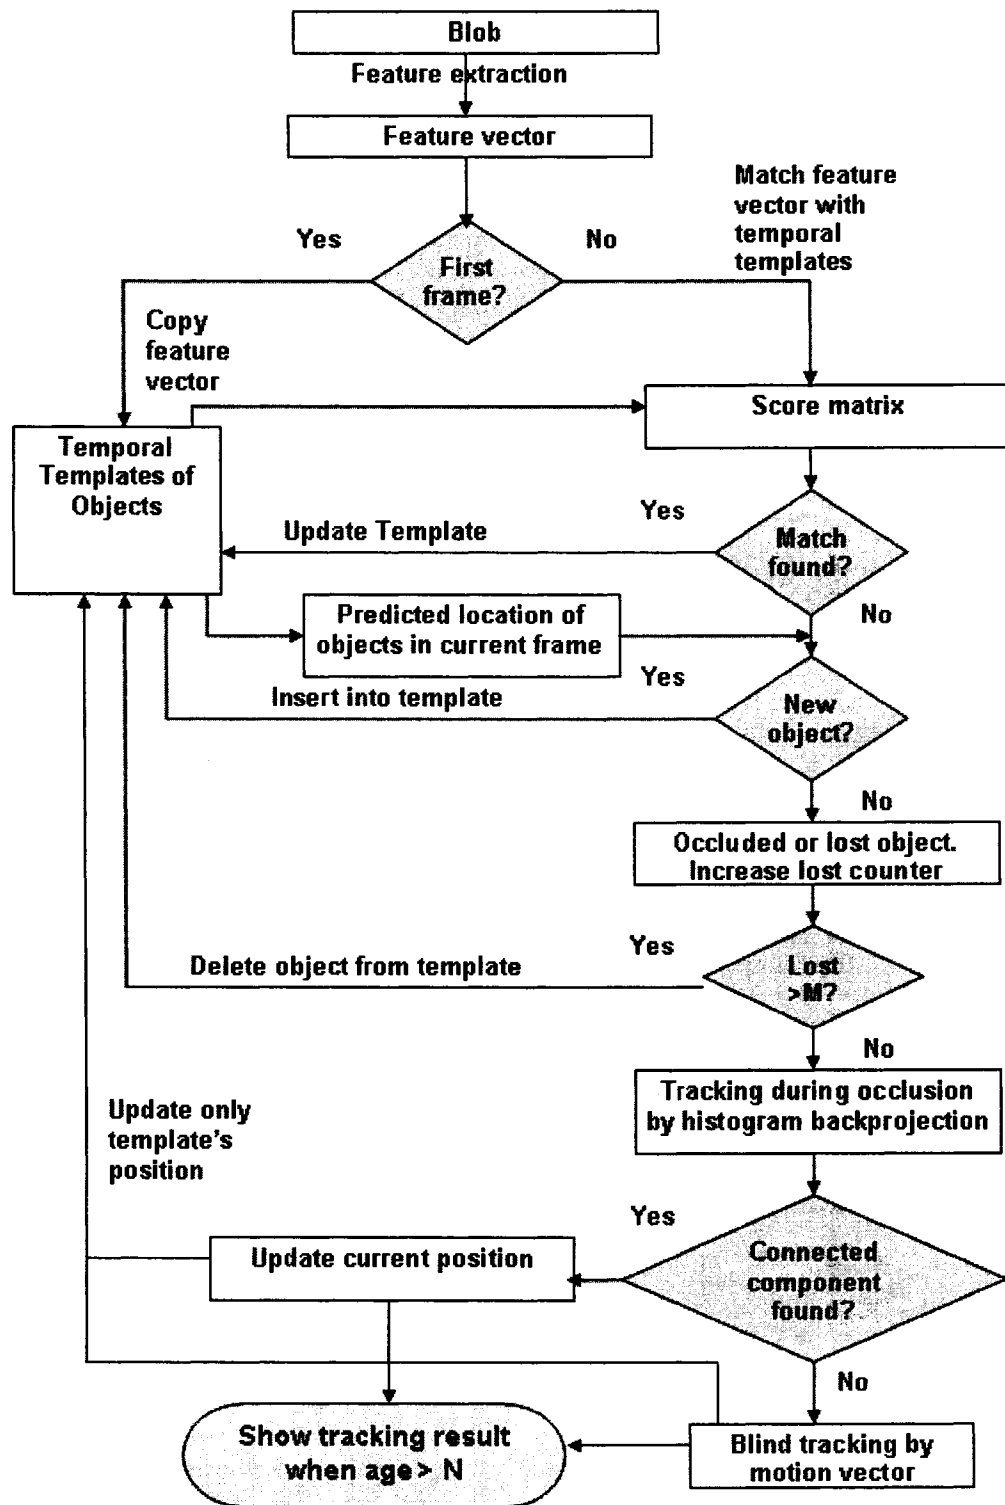 Blob
Feature extraction
Feature vector
Match feature
vector with
temporal
templates
Yes
No
First
frame?
Copy
feature
vector
Score matrix
Temporal
Templates of
Objects
Yes
Update Template
Match
found?
No
Predicted location of
objects in current frame
Yes
Insert into template
New
object?
No
Occluded or lost object.
Increase lost counter
Yes
Delete object from template
Lost
>M?
No
Tracking during occlusion
by histogram backprojection
Update only
template's
position
Yes
Update current position
Connected
component
found?
No
Show tracking result
when age> N
Blind tracking by
motion vector